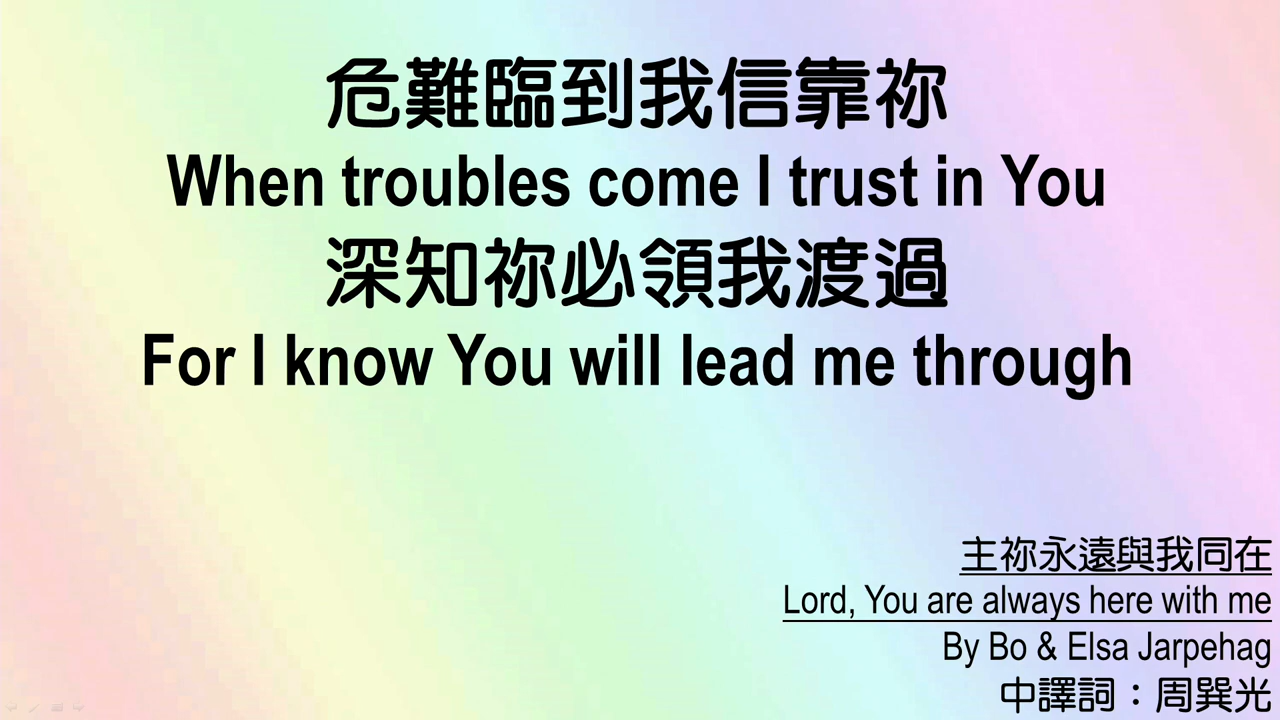 危難臨到我信靠祢
When troubles come I trust in You
深知祢必領我渡過
For I know You will lead me through
主祢永遠與我同在
Lord, You are always here with me
By Bo & Elsa Jarpehag
中譯詞：周巽光